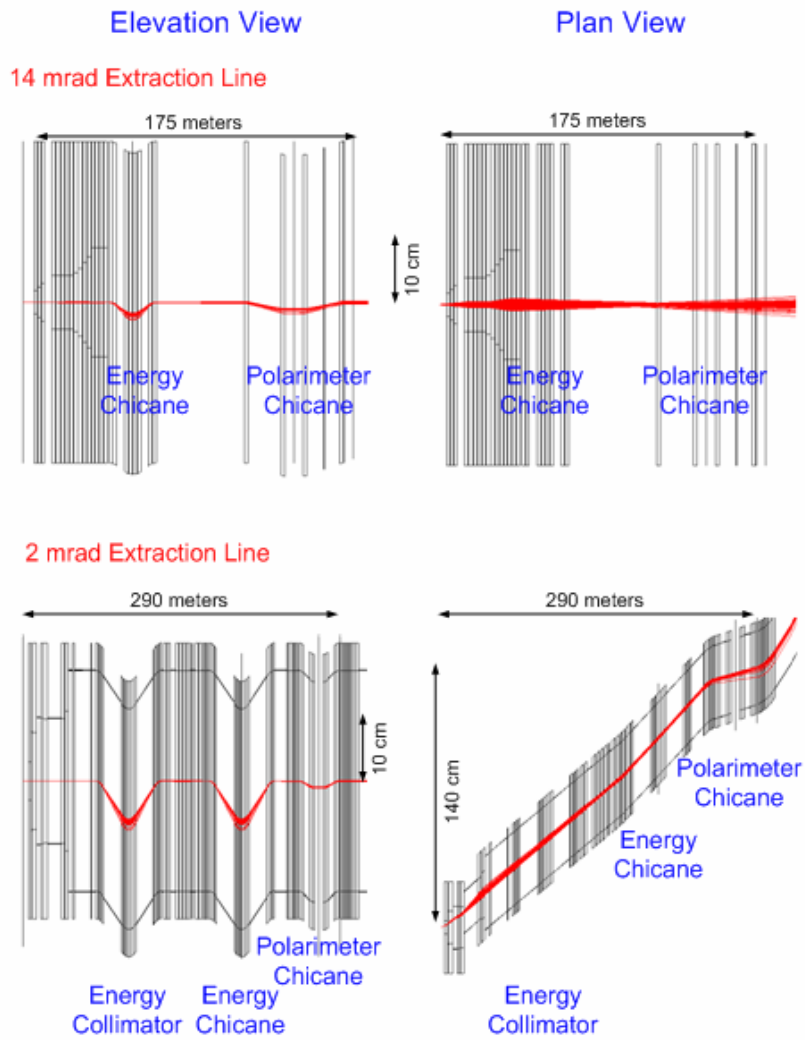 Elevation View
Plan View
14 mrad Extraction Line
175 meters
175 meters
10 cm
Energy
Chicane
Polarimeter
Chicane
Energy
Chicane
Polarimeter
Chicane
2 mrad Extraction Line
290 meters
290 meters
10 cm
140 cm
Polarimeter
Chicane
Energy
Chicane
Polarimeter
Chicane
Energy
Collimator
Energy
Chicane
Energy
Collimator